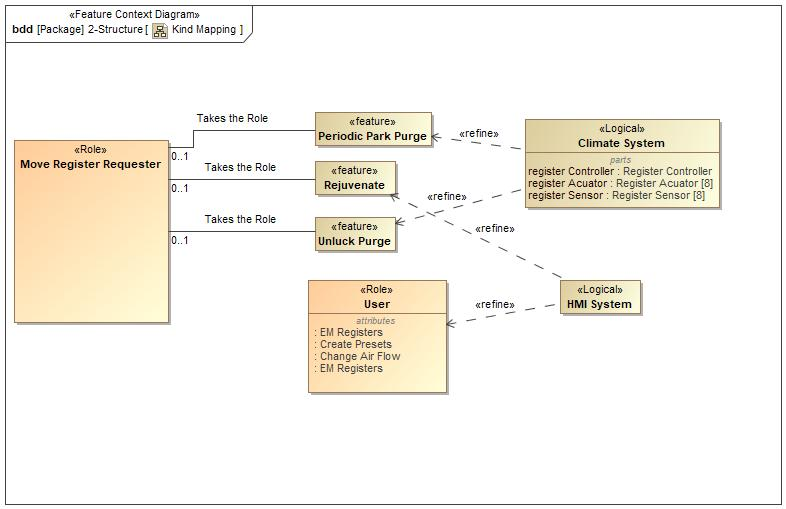 «Feature Context Diagram»
bdd [Package] 2-Structure [ Kind Mapping ]
«Role»
Move Register Requester
Takes the Role
0..1
Takes the Role
0..1
Takes the Role
0..1
«feature»
Periodic Park Purge
«feature»
Rejuvenate
«feature»
Unluck Purge
«refine»
«refine»
«refine»
«Logical»
Climate System
parts
register Controller : Register Controller
register Acuator : Register Acuator [8]
register Sensor : Register Sensor [8]
«Role»
User
attributes
: EM Registers
: Create Presets
: Change Air Flow
: EM Registers
«refine»
«Logical»
HMI System